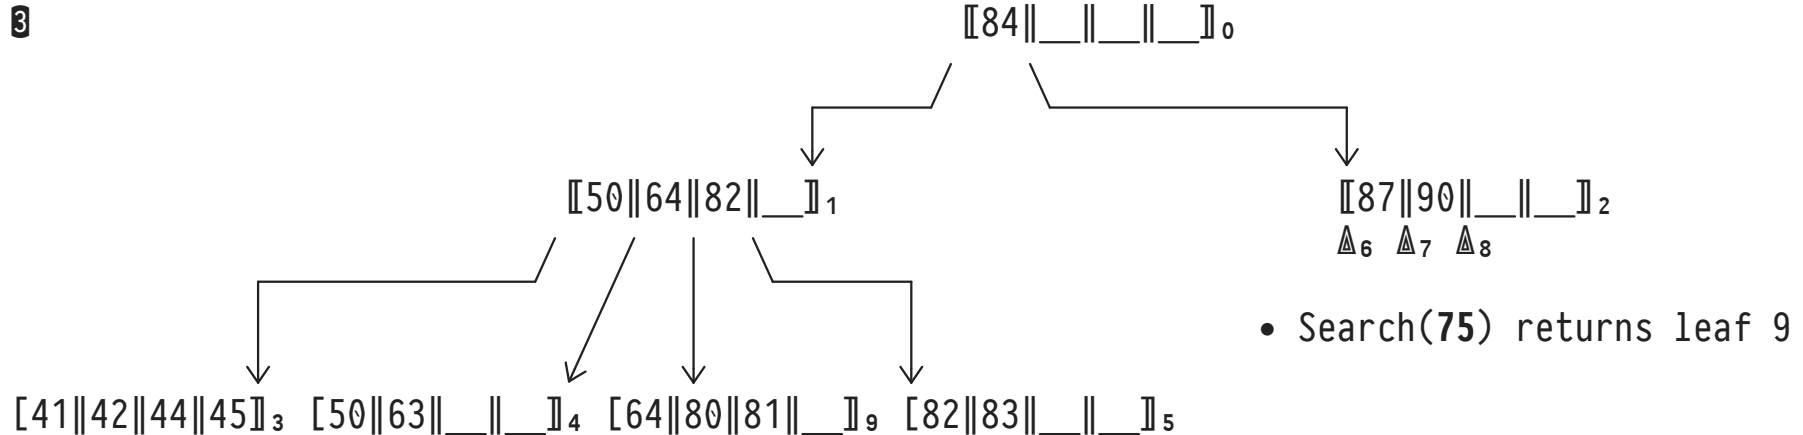 3
⟦84‖__‖__‖__⟧₀
⟦50‖64‖82‖__⟧₁ ⟦87‖90‖__‖__⟧₂
◬₆ ◬₇ ◬₈
• Search(75) returns leaf 9
[41‖42‖44‖45⟧₃ [50‖63‖__‖__⟧₄ [64‖80‖81‖__⟧₉ [82‖83‖__‖__⟧₅